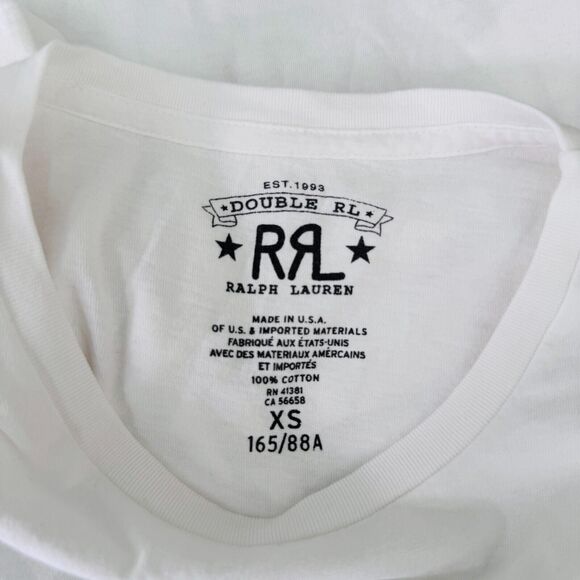 EST.1993
★DOUBLE RL★
★RRL★
RALPH LAUREN
MADE IN U.S.A.
OF U.S. & IMPORTED MATERIALS
FABRIQUÉ AUX ÉTATS-UNIS
AVEC DES MATERIAUX AMÉRCAINS
ET IMPORTÉS
100% COTTON
RN 41381
CA 56658
XS
165/88A